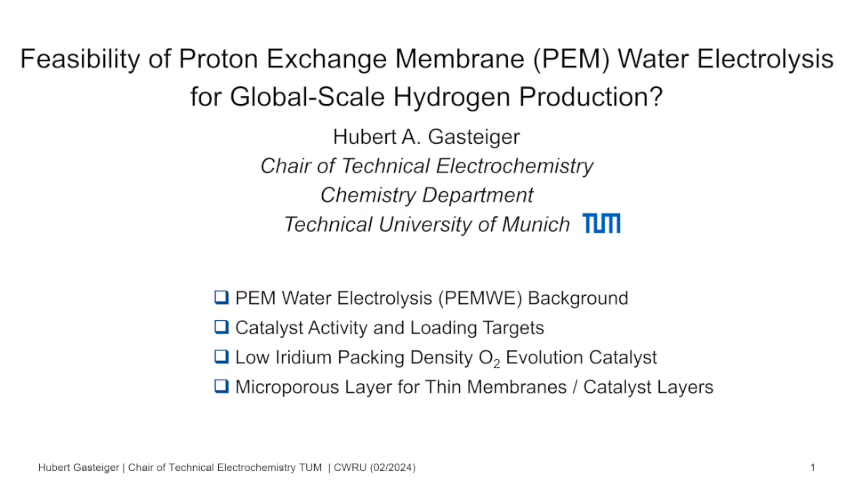 Feasibility of Proton Exchange Membrane (PEM) Water Electrolysis
for Global-Scale Hydrogen Production?
Hubert A. Gasteiger
Chair of Technical Electrochemistry
Chemistry Department
Technical University of Munich TUM
PEM Water Electrolysis (PEMWE) Background
Catalyst Activity and Loading Targets
Low Iridium Packing Density O₂ Evolution Catalyst
Microporous Layer for Thin Membranes / Catalyst Layers
Hubert Gasteiger | Chair of Technical Electrochemistry TUM | CWRU (02/2024) 1